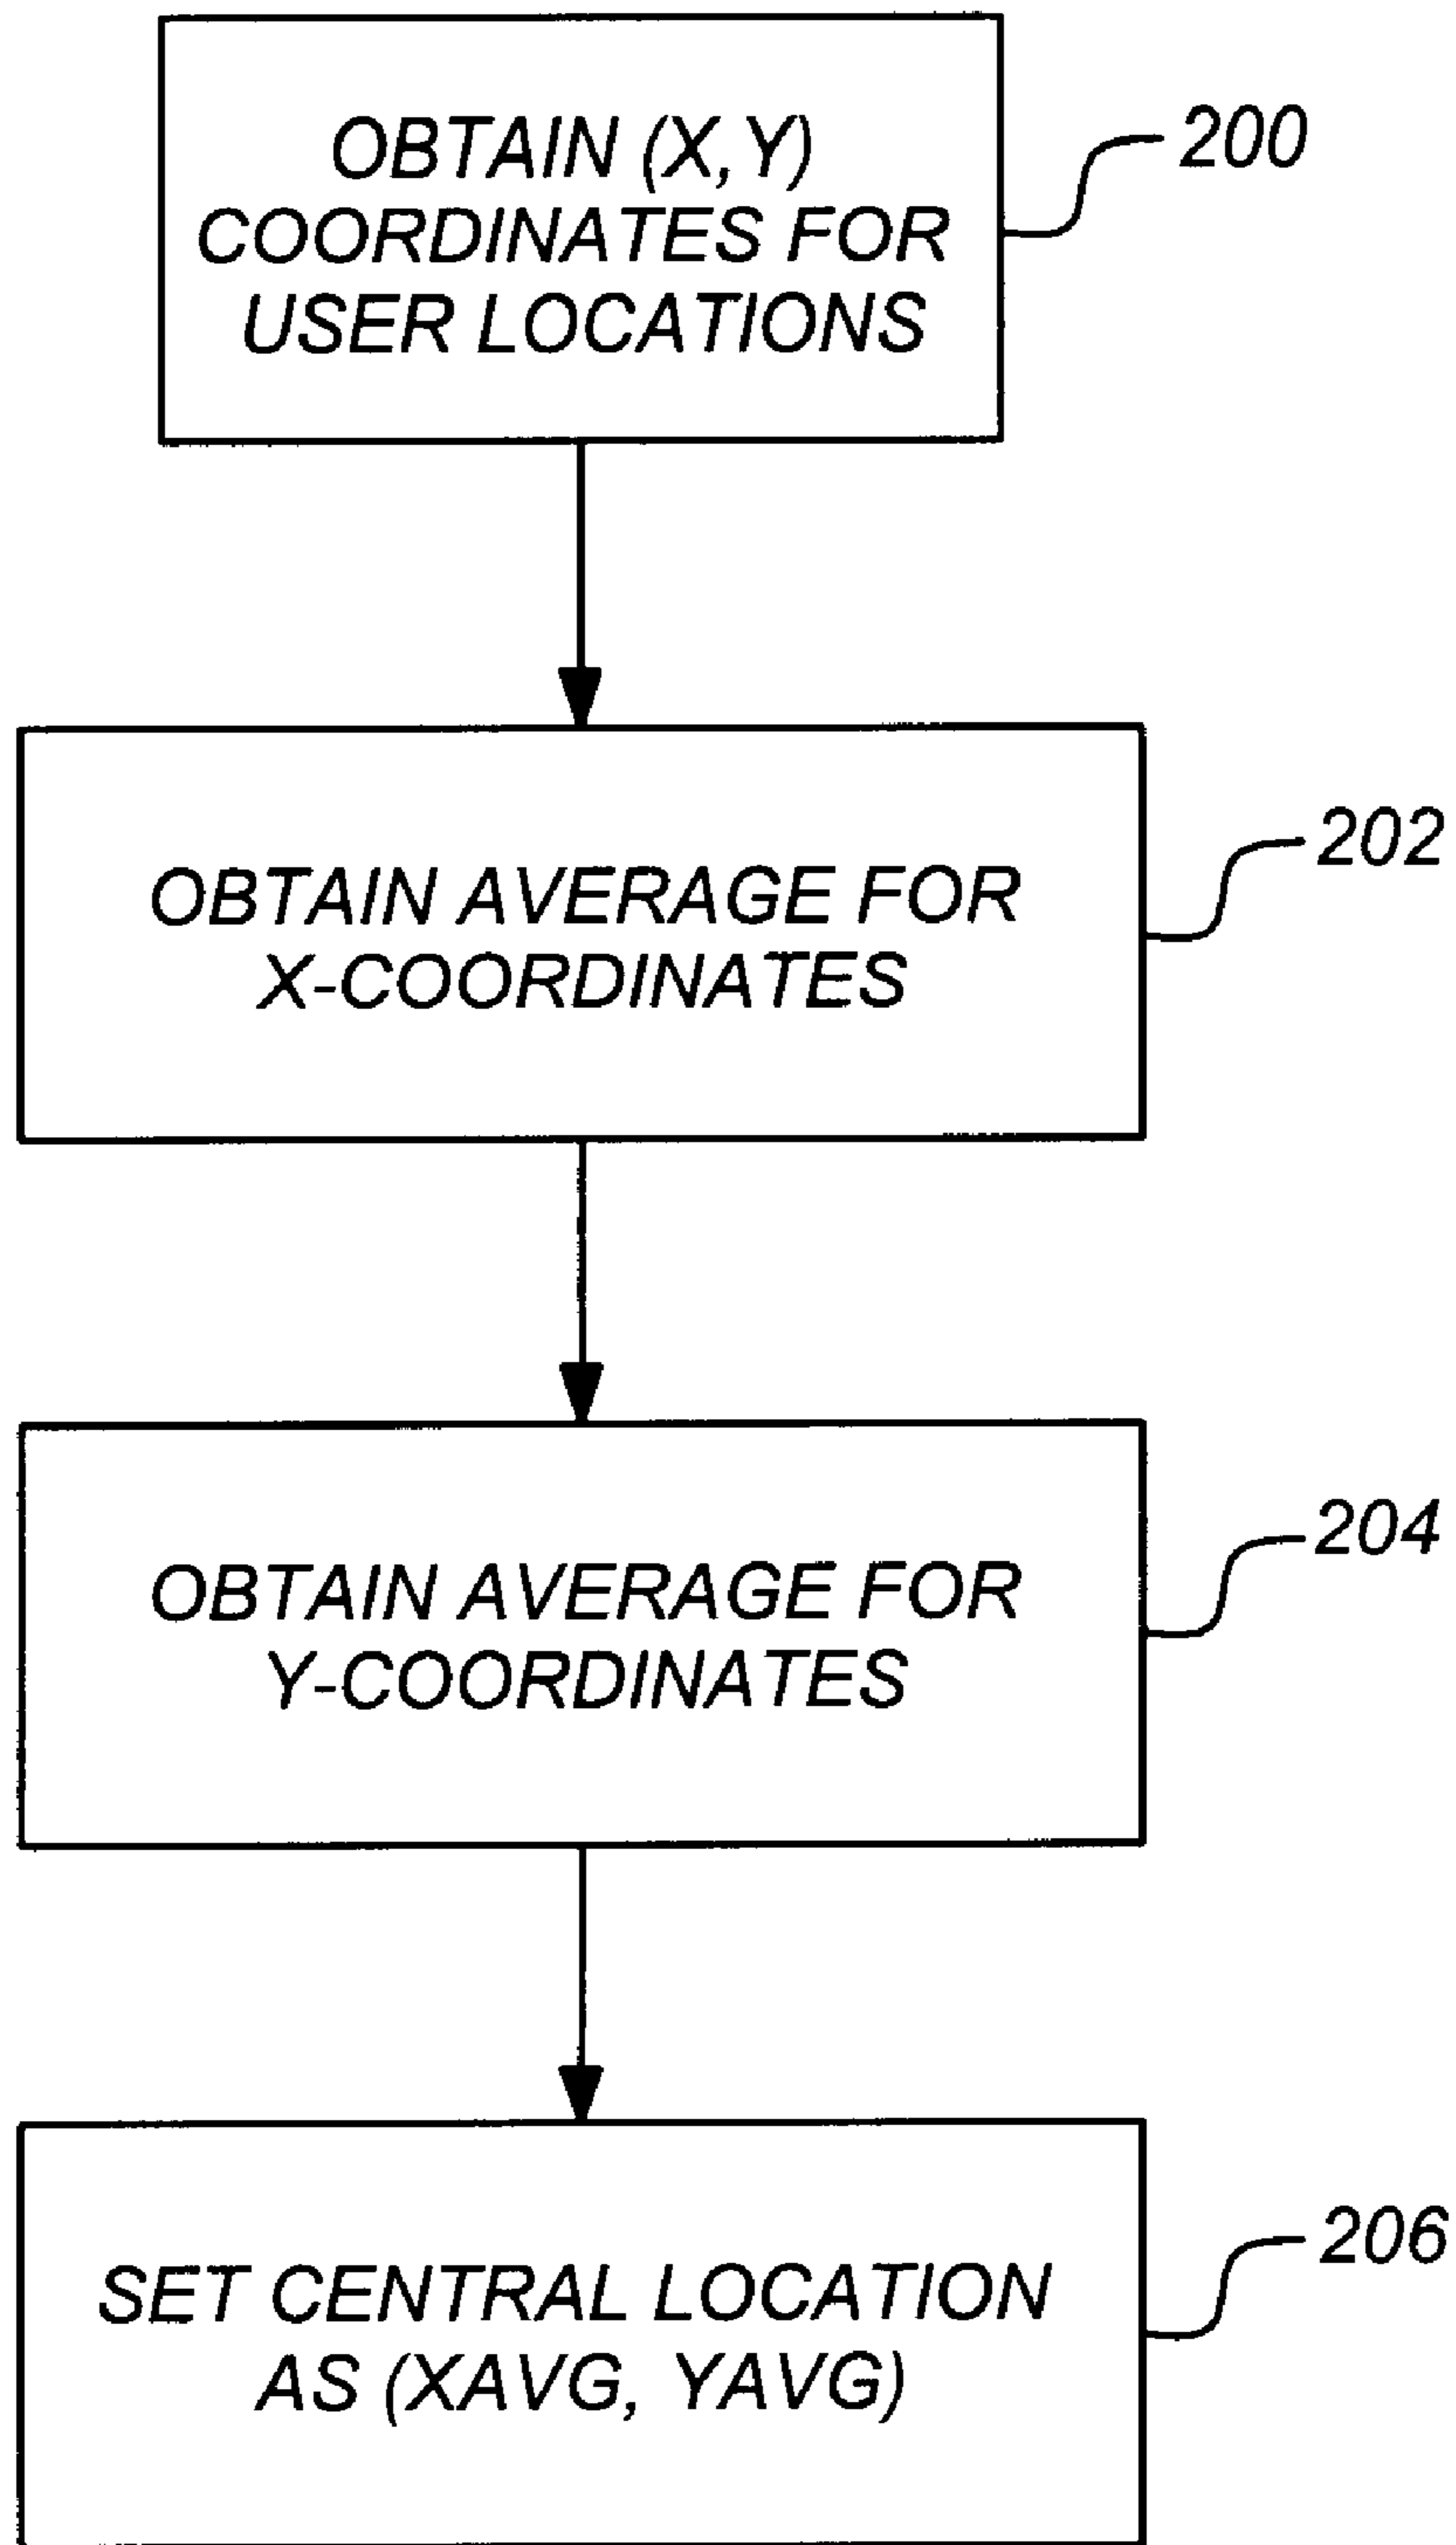 OBTAIN (X,Y)
COORDINATES FOR
USER LOCATIONS
200
OBTAIN AVERAGE FOR
X-COORDINATES
202
OBTAIN AVERAGE FOR
Y-COORDINATES
204
SET CENTRAL LOCATION
AS (XAVG, YAVG)
206